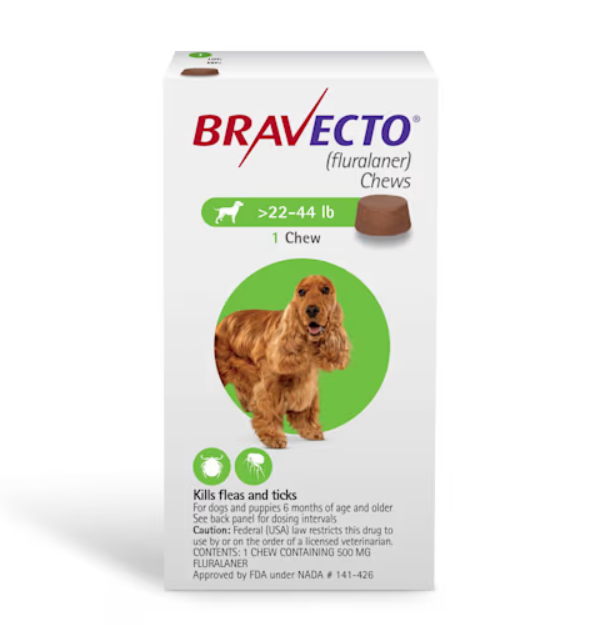 BRAVECTO®
(fluralaner)
Chews
>22-44 lb
1 Chew
Kills fleas and ticks
For dogs and puppies 6 months of age and older
See back panel for dosing intervals
Caution: Federal (USA) law restricts this drug to
use by or on the order of a licensed veterinarian.
CONTENTS: 1 CHEW CONTAINING 500 MG
FLURALANER
Approved by FDA under NADA # 141-426